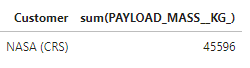 Customer sum(PAYLOAD_MASS__KG_)
NASA (CRS) 45596